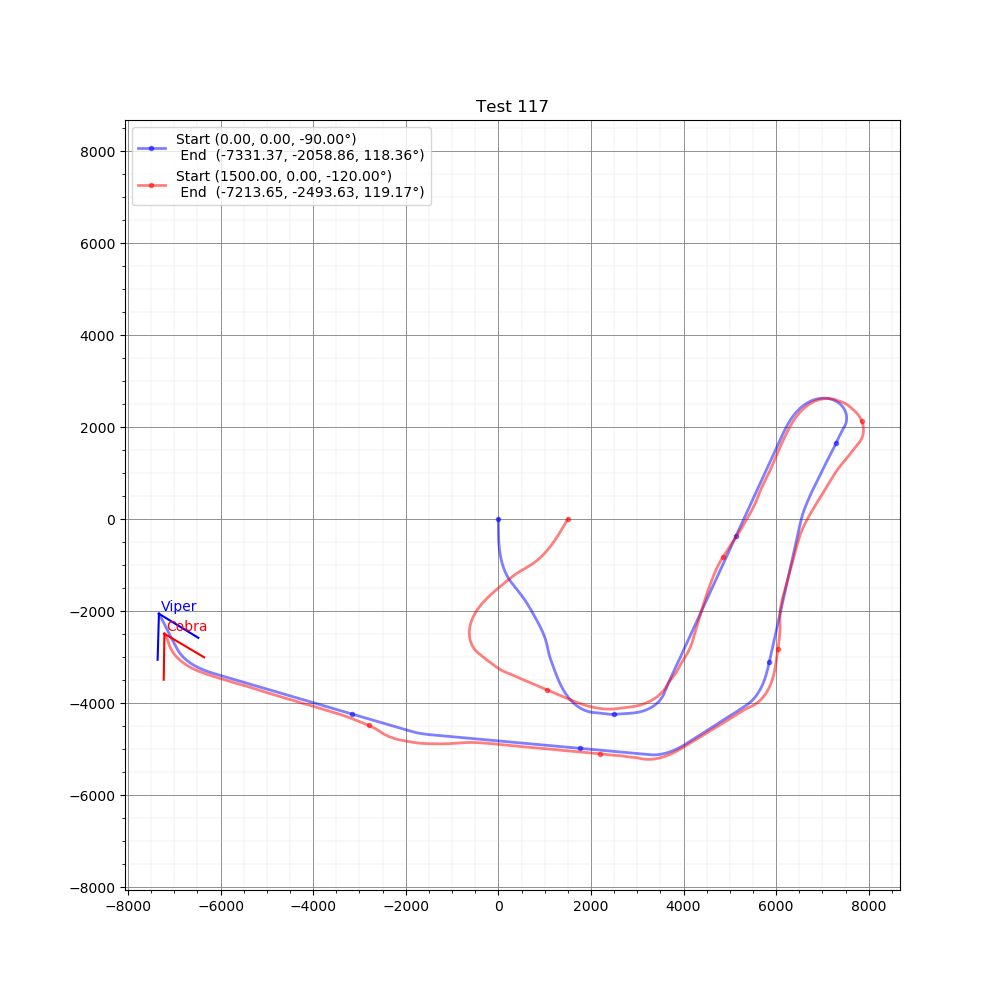 Test 117
Start (0.00, 0.00, -90.00°)
End  (-7331.37, -2058.86, 118.36°)
Start (1500.00, 0.00, -120.00°)
End  (-7213.65, -2493.63, 119.17°)
8000
6000
4000
2000
0
−2000
−4000
−6000
−8000
Viper
Cobra
−8000 −6000 −4000 −2000 0 2000 4000 6000 8000